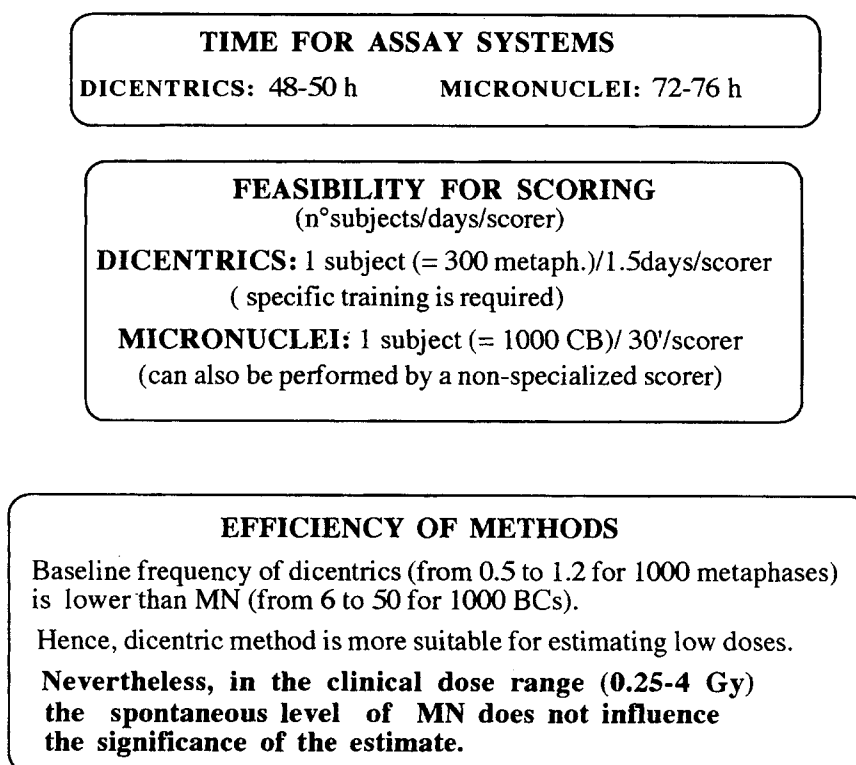 TIME FOR ASSAY SYSTEMS
DICENTRICS: 48-50 h MICRONUCLEI: 72-76 h
FEASIBILITY FOR SCORING
(n°subjects/days/scorer)
DICENTRICS: 1 subject (= 300 metaph.)/1.5days/scorer
( specific training is required)
MICRONUCLEI: 1 subject (= 1000 CB)/ 30'/scorer
(can also be performed by a non-specialized scorer)
EFFICIENCY OF METHODS
Baseline frequency of dicentrics (from 0.5 to 1.2 for 1000 metaphases)
is lower than MN (from 6 to 50 for 1000 BCs).
Hence, dicentric method is more suitable for estimating low doses.
Nevertheless, in the clinical dose range (0.25-4 Gy)
the spontaneous level of MN does not influence
the significance of the estimate.